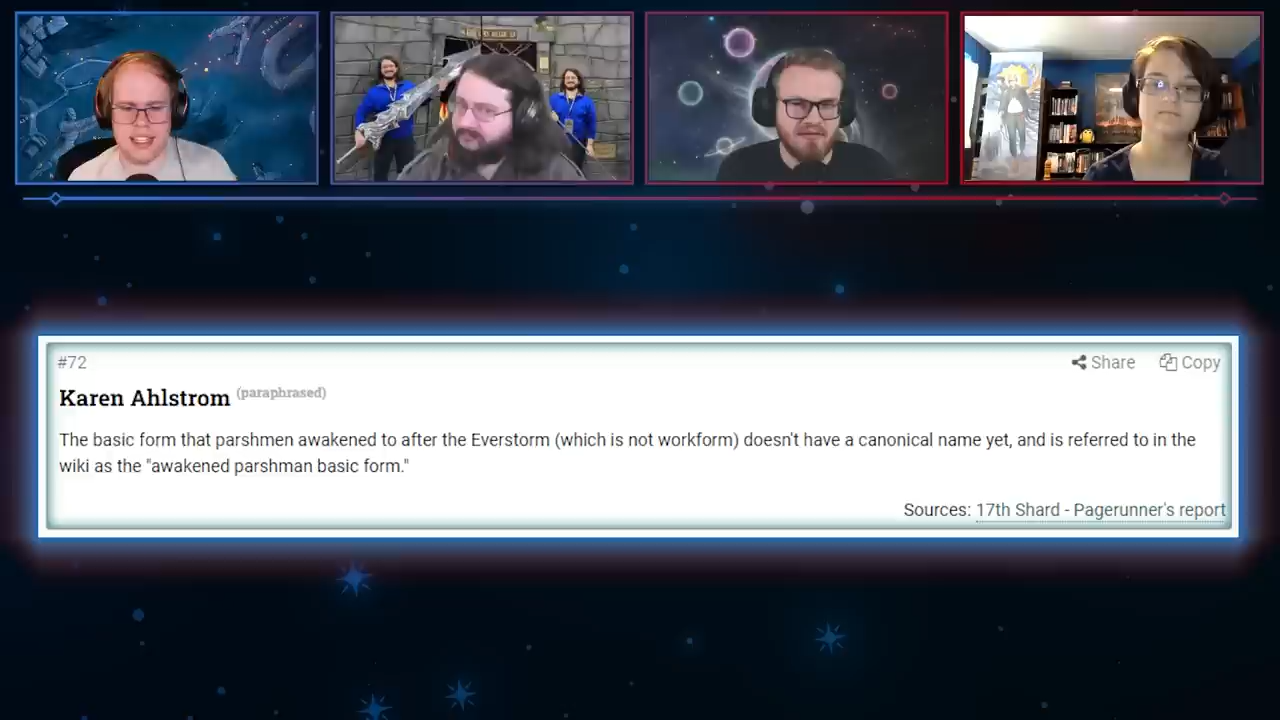 #72
Share
Copy
Karen Ahlstrom (paraphrased)
The basic form that parshmen awakened to after the Everstorm (which is not workform) doesn't have a canonical name yet, and is referred to in the
wiki as the "awakened parshman basic form."
Sources: 17th Shard - Pagerunner's report